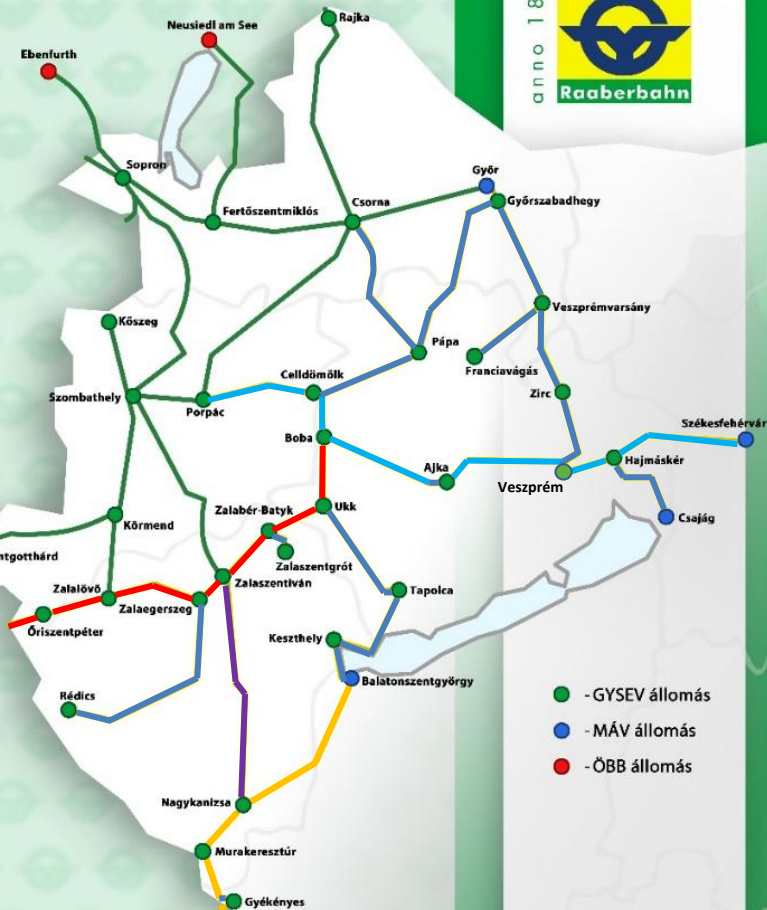 anno 18
Raaberbahn
Rajka
Neusiedl am See
Ebenfurth
Sopron
Győr
Csorna
Győrszabadhegy
Fertőszentmiklós
Veszprémvarsány
Kőszeg
Pápa
Franciavágás
Celldömölk
Zirc
Szombathely
Porpác
Székesfehérvár
Boba
Ajka
Hajmáskér
Veszprém
Zalabér-Batyk
Ukk
Csajág
Körmend
ntgotthárd
Zalaszentgrót
Zalaszentiván
Zalalövő
Zalaegerszeg
Tapolca
Őriszentpéter
Keszthely
Balatonszentgyörgy
Rédics
- GYSEV állomás
- MÁV állomás
- ÖBB állomás
Nagykanizsa
Murakeresztúr
Gyékényes